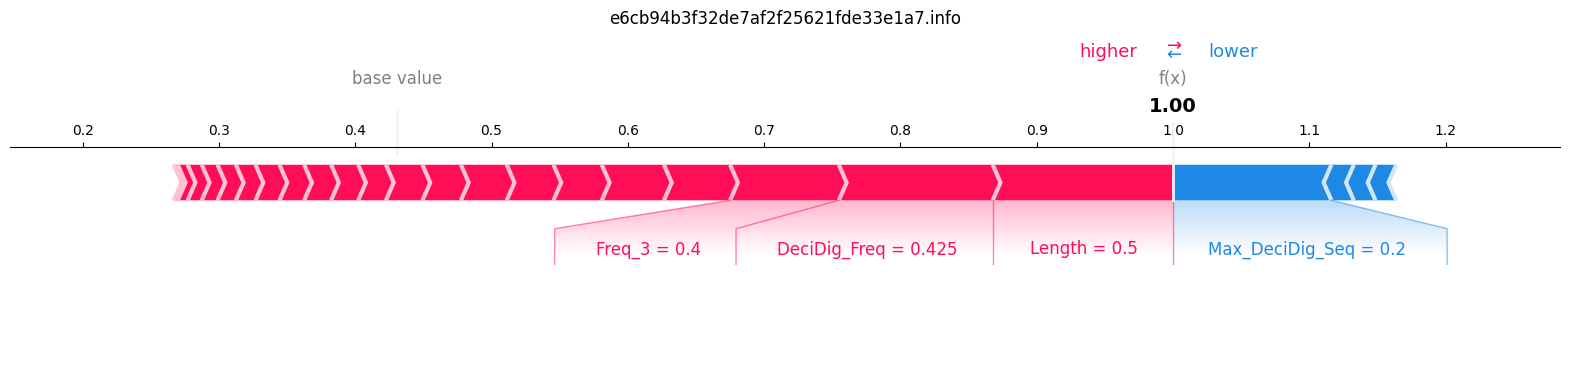 e6cb94b3f32de7af2f25621fde33e1a7.info
higher ⇄ lower
base value f(x)
1.00
0.2 0.3 0.4 0.5 0.6 0.7 0.8 0.9 1.0 1.1 1.2
Freq_3 = 0.4 DeciDig_Freq = 0.425 Length = 0.5 Max_DeciDig_Seq = 0.2